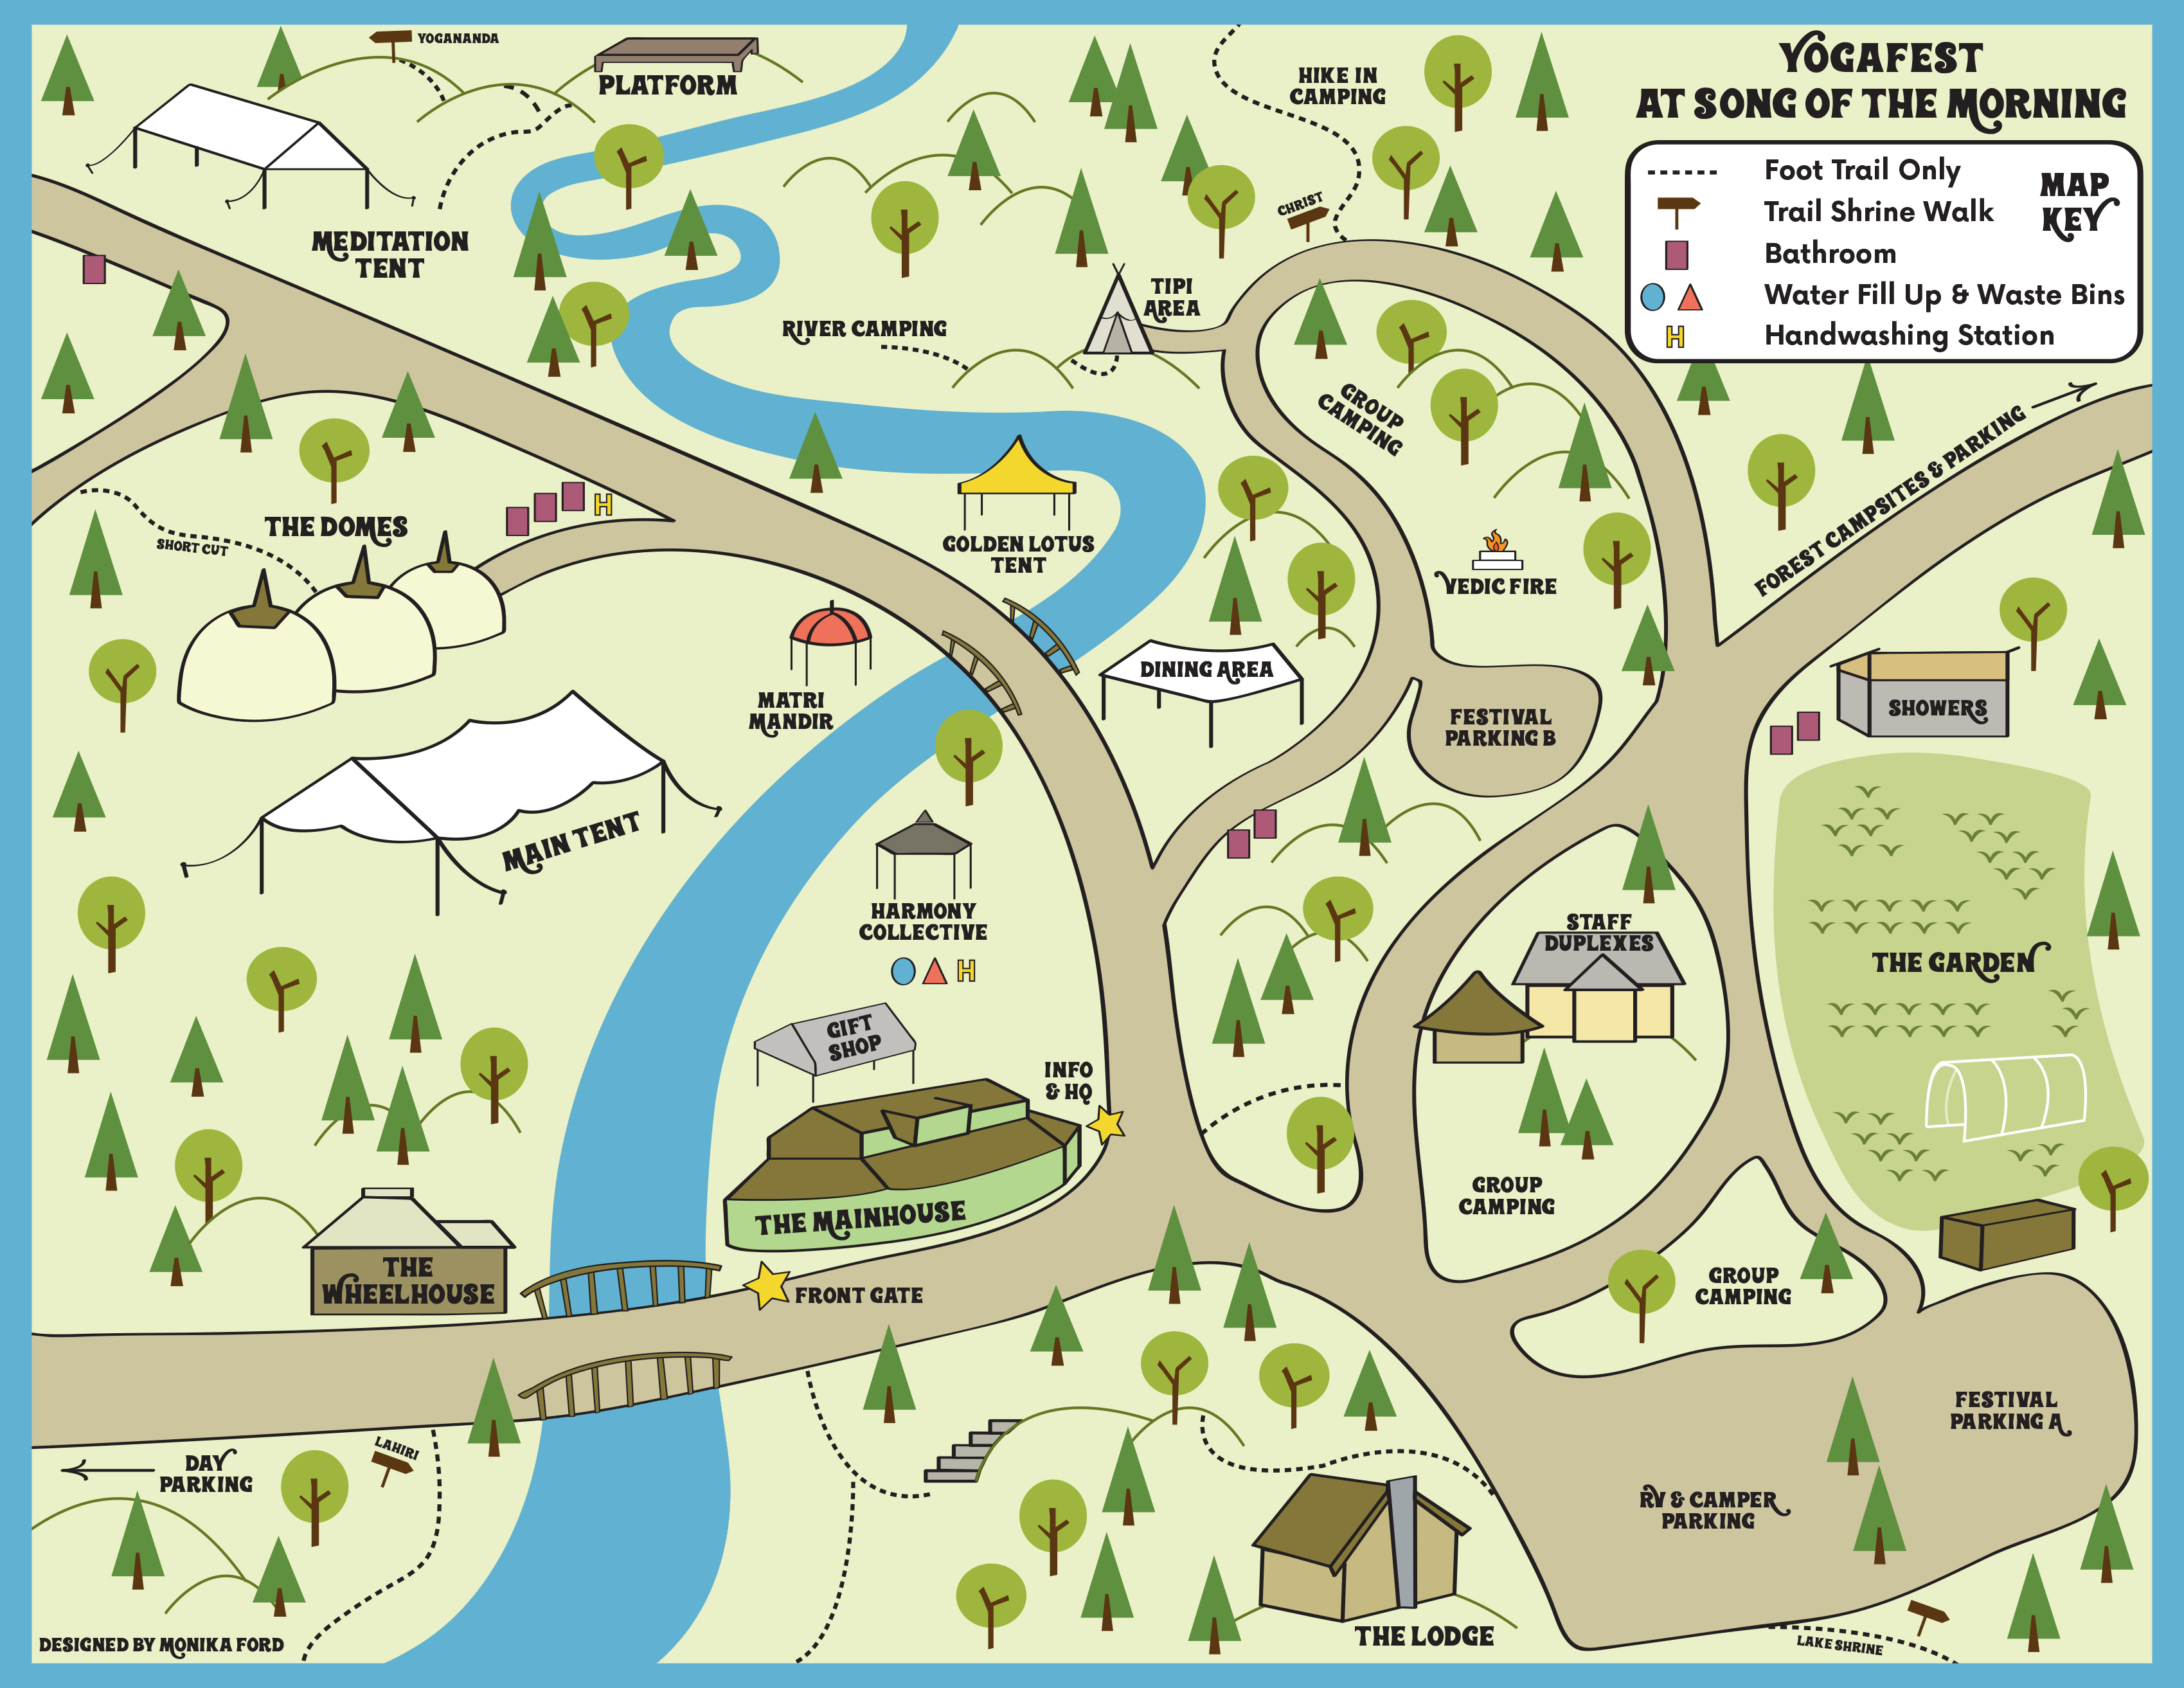 YOGAFEST
AT SONG OF THE MORNING
MAP
KEY
Foot Trail Only
Trail Shrine Walk
Bathroom
Water Fill Up & Waste Bins
H
Handwashing Station
YOGANANDA
PLATFORM
HIKE IN
CAMPING
CHRIST
MEDITATION
TENT
TIPI
AREA
RIVER CAMPING
GROUP
CAMPING
FOREST CAMPSITES & PARKING
THE DOMES
H
SHORT CUT
GOLDEN LOTUS
TENT
VEDIC FIRE
DINING AREA
MATRI
MANDIR
FESTIVAL
PARKING B
SHOWERS
MAIN TENT
HARMONY
COLLECTIVE
H
STAFF
DUPLEXES
THE GARDEN
GIFT
SHOP
INFO
& HQ
THE MAINHOUSE
GROUP
CAMPING
THE
WHEELHOUSE
FRONT GATE
GROUP
CAMPING
FESTIVAL
PARKING A
DAY
PARKING
LAHIRI
RV & CAMPER
PARKING
THE LODGE
LAKE SHRINE
DESIGNED BY MONIKA FORD